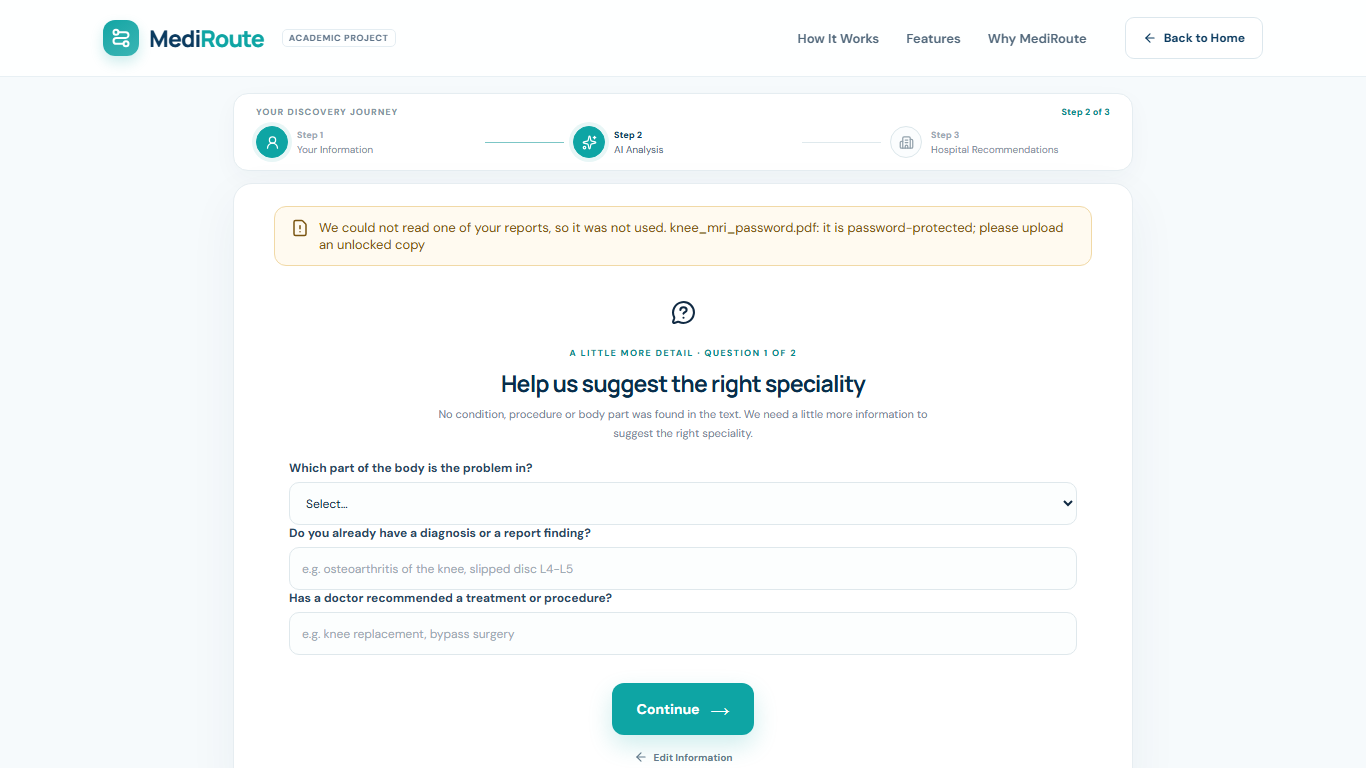 MediRoute
ACADEMIC PROJECT
How It Works
Features
Why MediRoute
Back to Home
YOUR DISCOVERY JOURNEY
Step 2 of 3
Step 1
Your Information
Step 2
AI Analysis
Step 3
Hospital Recommendations
We could not read one of your reports, so it was not used. knee_mri_password.pdf: it is password-protected; please upload
an unlocked copy
A LITTLE MORE DETAIL · QUESTION 1 OF 2
Help us suggest the right speciality
No condition, procedure or body part was found in the text. We need a little more information to
suggest the right speciality.
Which part of the body is the problem in?
Select...
Do you already have a diagnosis or a report finding?
e.g. osteoarthritis of the knee, slipped disc L4-L5
Has a doctor recommended a treatment or procedure?
e.g. knee replacement, bypass surgery
Continue →
Edit Information